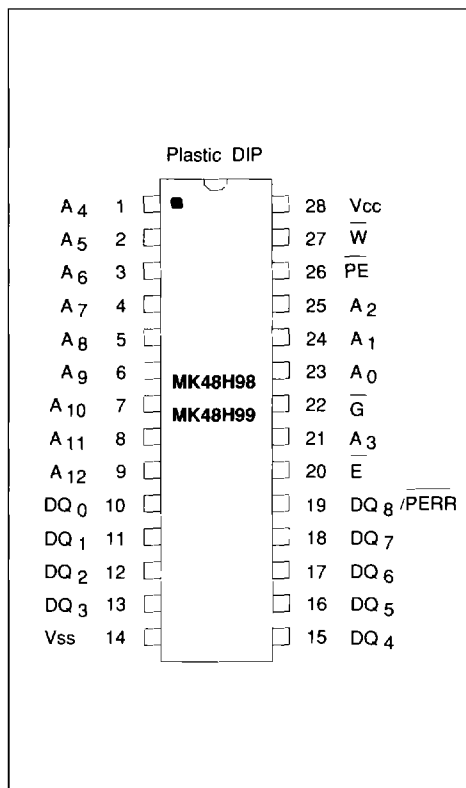 Plastic DIP
A4 1 28 Vcc
A5 2 27 W̅
A6 3 26 P̅E̅
A7 4 25 A2
A8 5 24 A1
A9 6 23 A0
MK48H98
A10 7 22 G̅
MK48H99
A11 8 21 A3
A12 9 20 E̅
DQ0 10 19 DQ8 /P̅E̅R̅R̅
DQ1 11 18 DQ7
DQ2 12 17 DQ6
DQ3 13 16 DQ5
Vss 14 15 DQ4